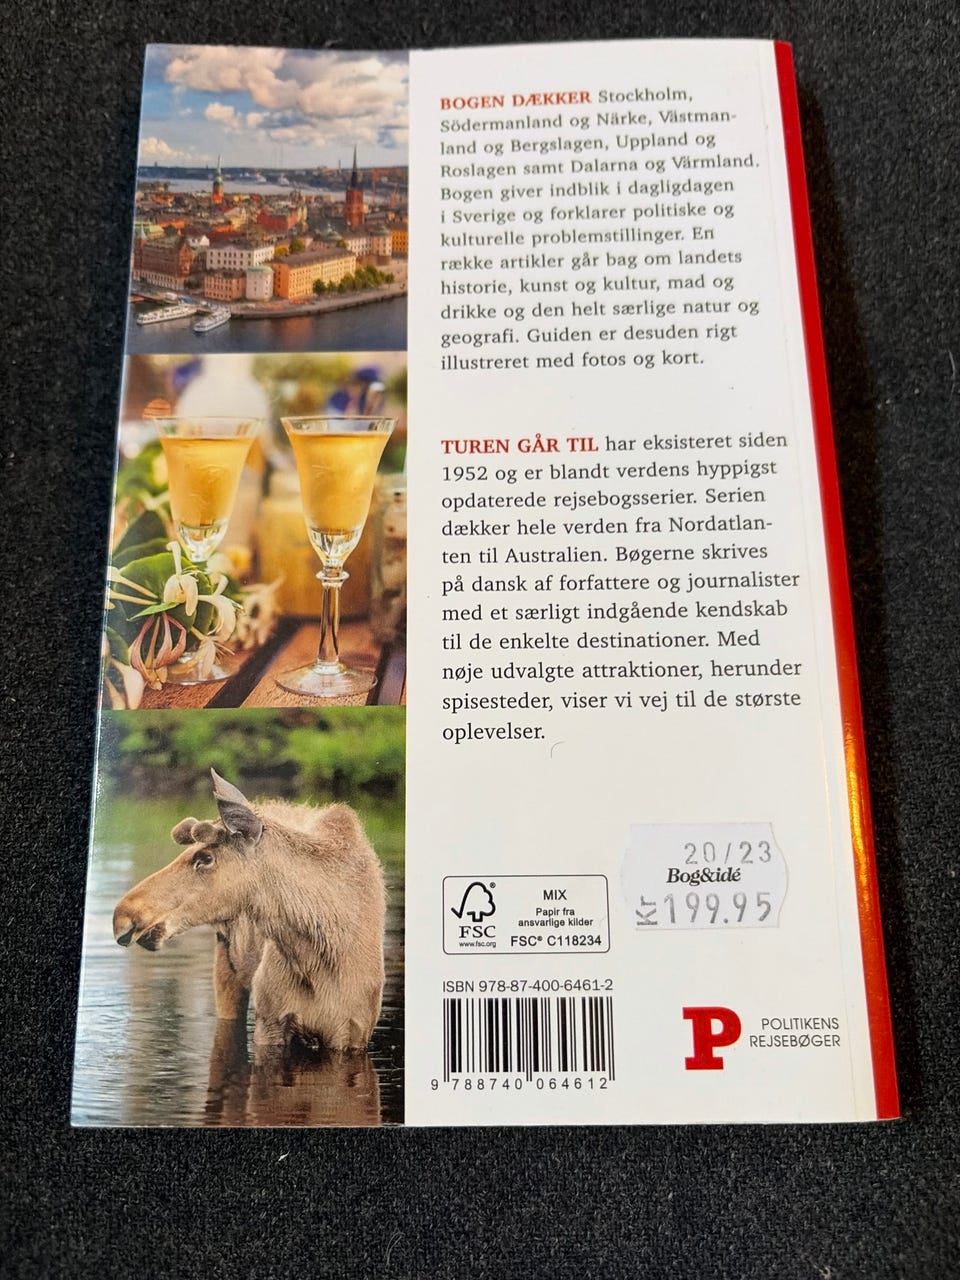 BOGEN DÆKKER Stockholm,
Södermanland og Närke, Västman-
land og Bergslagen, Uppland og
Roslagen samt Dalarna og Värmland.
Bogen giver indblik i dagligdagen
i Sverige og forklarer politiske og
kulturelle problemstillinger. En
række artikler går bag om landets
historie, kunst og kultur, mad og
drikke og den helt særlige natur og
geografi. Guiden er desuden rigt
illustreret med fotos og kort.
TUREN GÅR TIL har eksisteret siden
1952 og er blandt verdens hyppigst
opdaterede rejsebogsserier. Serien
dækker hele verden fra Nordatlan-
ten til Australien. Bøgerne skrives
på dansk af forfattere og journalister
med et særligt indgående kendskab
til de enkelte destinationer. Med
nøje udvalgte attraktioner, herunder
spisesteder, viser vi vej til de største
oplevelser.
20/23
Bog&idé
Kr 199.95
FSC
www.fsc.org
MIX
Papir fra
ansvarlige kilder
FSC® C118234
ISBN 978-87-400-6461-2
9 788740 064612
P
POLITIKENS
REJSEBØGER